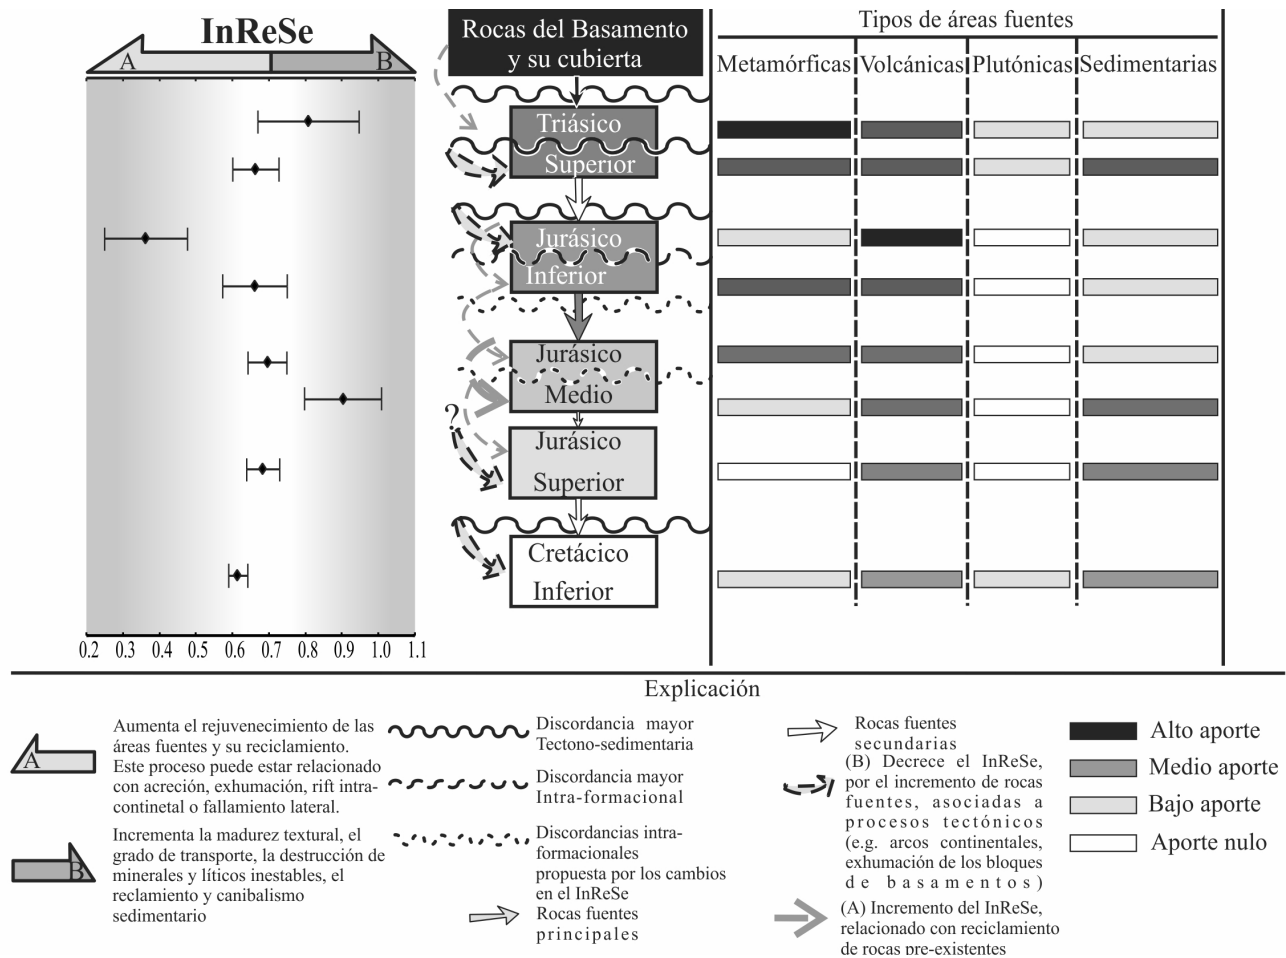 InReSe
A
B
0.2 0.3 0.4 0.5 0.6 0.7 0.8 0.9 1.0 1.1
Rocas del Basamento
y su cubierta
Triásico
Superior
Jurásico
Inferior
Jurásico
Medio
?
Jurásico
Superior
Cretácico
Inferior
Tipos de áreas fuentes
Metamórficas Volcánicas Plutónicas Sedimentarias
Explicación
A
Aumenta el rejuvenecimiento de las
áreas fuentes y su reciclamiento.
Este proceso puede estar relacionado
con acreción, exhumación, rift intra-
continetal o fallamiento lateral.
B
Incrementa la madurez textural, el
grado de transporte, la destrucción de
minerales y líticos inestables, el
reclamiento y canibalismo
sedimentario
Discordancia mayor
Tectono-sedimentaria
Discordancia mayor
Intra-formacional
Discordancias intra-
formacionales
propuesta por los cambios
en el InReSe
Rocas fuentes
principales
Rocas fuentes
secundarias
(B) Decrece el InReSe,
por el incremento de rocas
fuentes, asociadas a
procesos tectónicos
(e.g. arcos continentales,
exhumación de los bloques
de basamentos)
(A) Incremento del InReSe,
relacionado con reciclamiento
de rocas pre-existentes
Alto aporte
Medio aporte
Bajo aporte
Aporte nulo